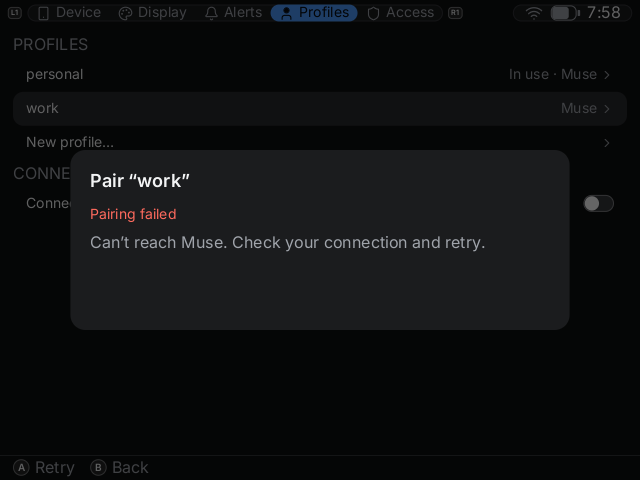 L1 Device Display Alerts Profiles Access R1 7:58
PROFILES
personal In use · Muse
work Muse
New profile...
CONNE
Connec
Pair “work”
Pairing failed
Can’t reach Muse. Check your connection and retry.
A Retry B Back